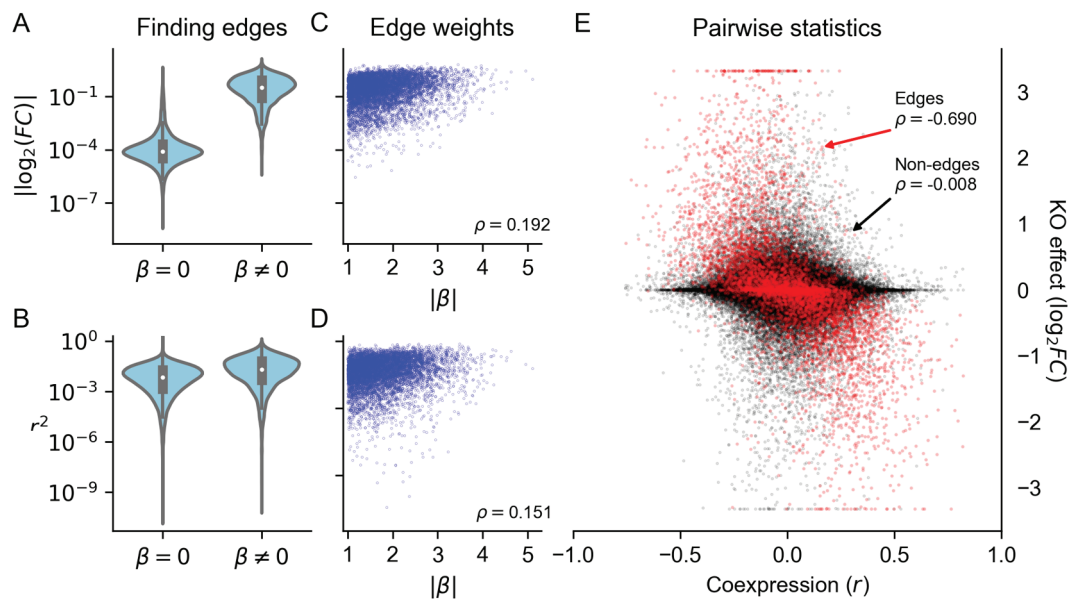 A
Finding edges
|log₂(FC)|
10⁻¹
10⁻⁴
10⁻⁷
β = 0
β ≠ 0
B
r²
10⁰
10⁻³
10⁻⁶
10⁻⁹
β = 0
β ≠ 0
C
Edge weights
ρ = 0.192
1 2 3 4 5
|β|
D
ρ = 0.151
1 2 3 4 5
|β|
E
Pairwise statistics
Edges
ρ = -0.690
Non-edges
ρ = -0.008
3
2
1
0
−1
−2
−3
KO effect (log₂FC)
−1.0 −0.5 0.0 0.5 1.0
Coexpression (r)